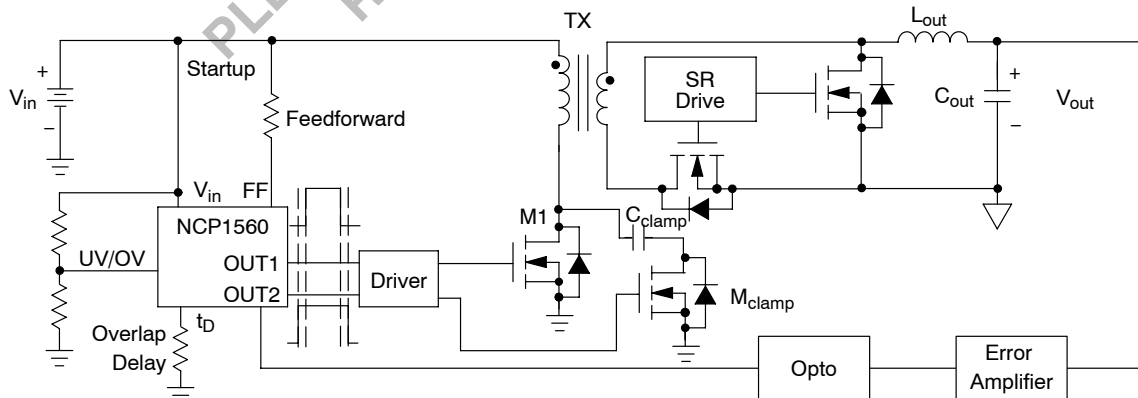 PLE
TX
L_out
Startup
SR
Drive
V_in
+
−
Feedforward
C_out
+
−
V_out
V_in FF
NCP1560
M1
C_clamp
UV/OV
OUT1
OUT2
Driver
M_clamp
t_D
Overlap
Delay
Opto
Error
Amplifier